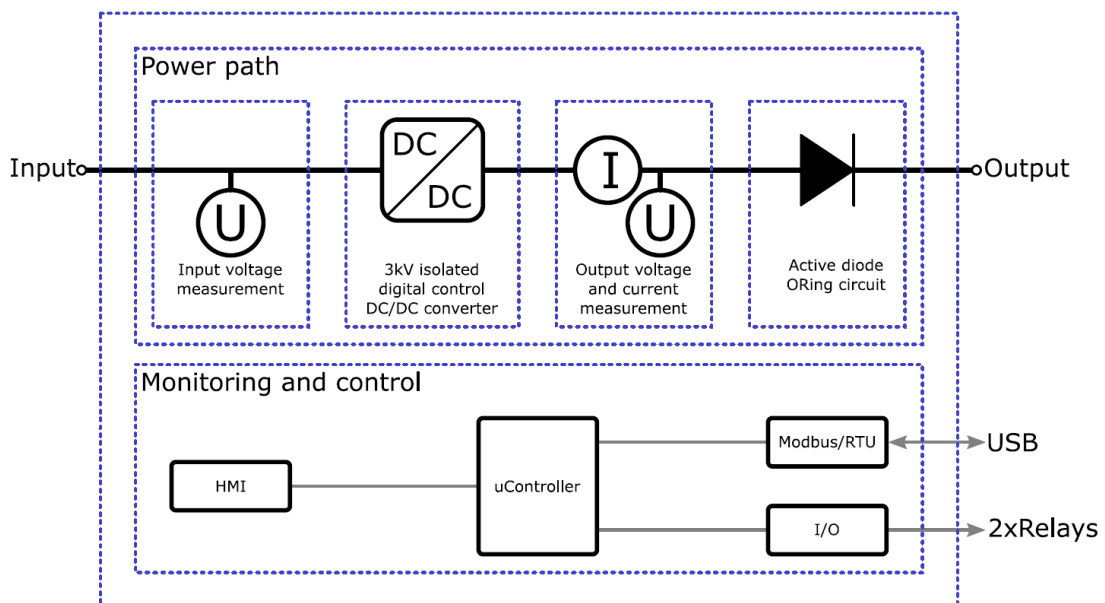 Power path
Input
DC
DC
I
U
U
Output
Input voltage
measurement
3kV isolated
digital control
DC/DC converter
Output voltage
and current
measurement
Active diode
ORing circuit
Monitoring and control
HMI
uController
Modbus/RTU
USB
I/O
2xRelays